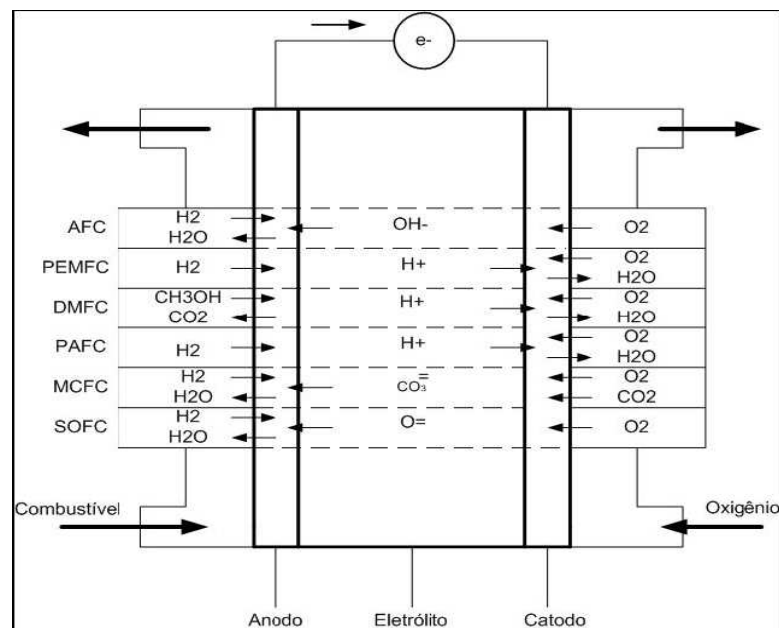 e-
AFC H2 OH- O2
H2O
PEMFC H2 H+ O2
H2O
DMFC CH3OH H+ O2
CO2 H2O
PAFC H2 H+ O2
H2O
MCFC H2 CO3= O2
H2O CO2
SOFC H2 O= O2
H2O
Combustível Oxigênio
Anodo Eletrólito Catodo